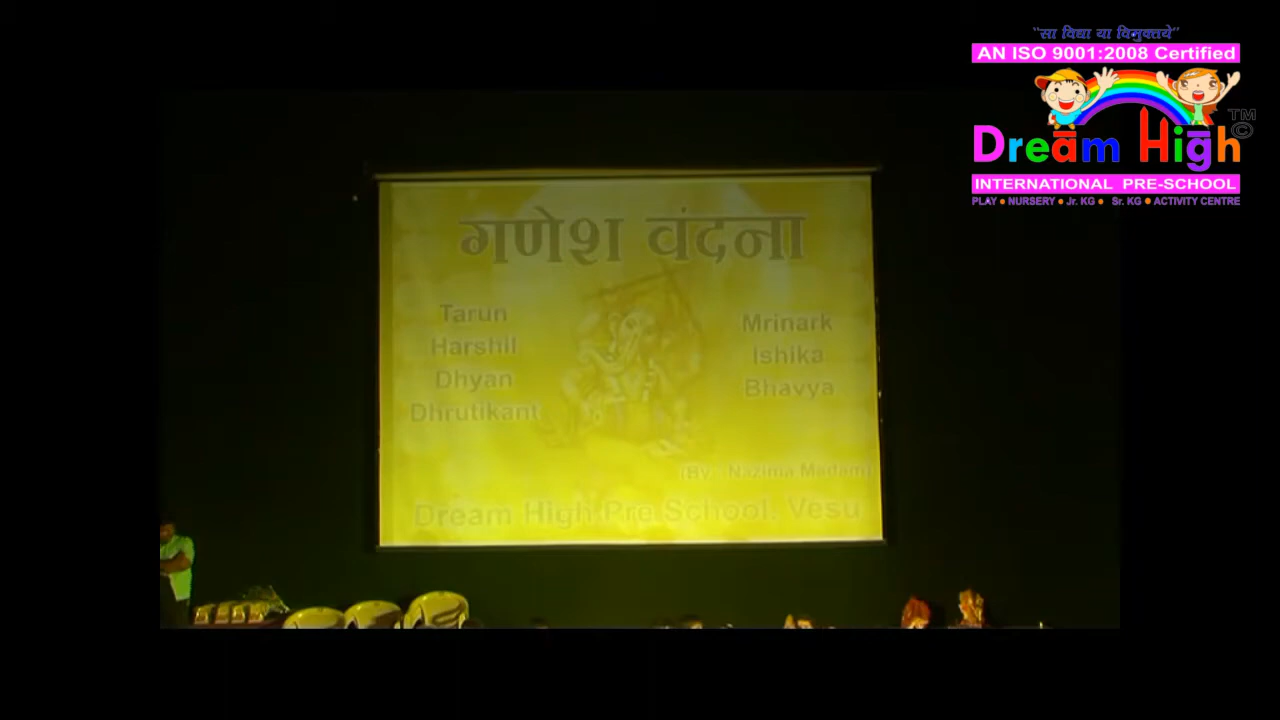 “सा विद्या या विमुक्तये”
AN ISO 9001:2008 Certified
Dream High
TM
©
INTERNATIONAL PRE-SCHOOL
PLAY • NURSERY • Jr. KG • Sr. KG • ACTIVITY CENTRE
गणेश वंदना
Tarun
Harshil
Dhyan
Dhrutikant
Mrinark
Ishika
Bhavya
(By : Nazima Madam)
Dream High Pre School, Vesu